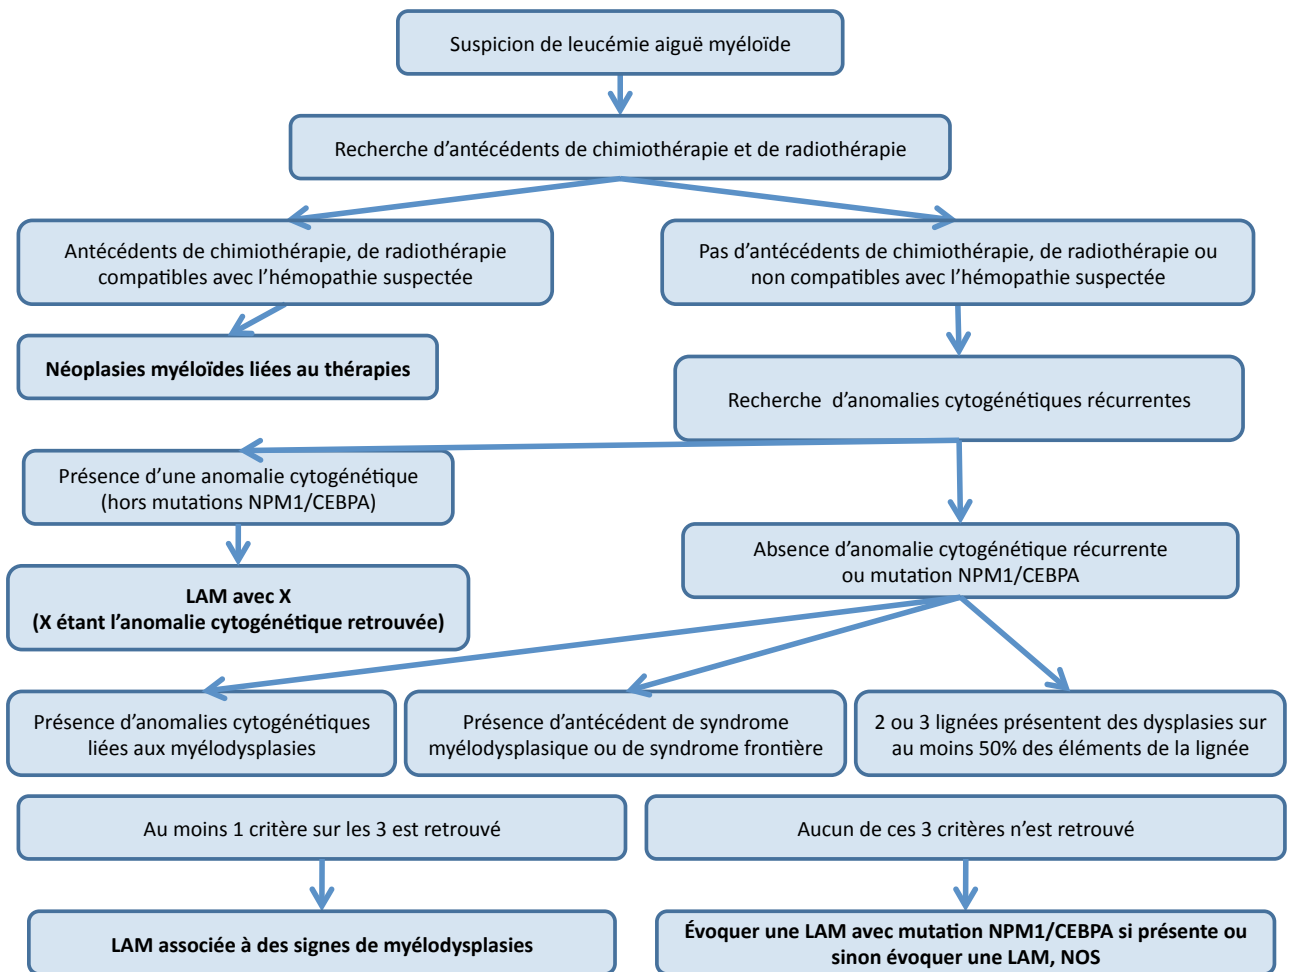 Suspicion de leucémie aiguë myéloïde
Recherche d'antécédents de chimiothérapie et de radiothérapie
Antécédents de chimiothérapie, de radiothérapie
compatibles avec l'hémopathie suspectée
Pas d'antécédents de chimiothérapie, de radiothérapie ou
non compatibles avec l'hémopathie suspectée
Néoplasies myéloïdes liées au thérapies
Recherche  d'anomalies cytogénétiques récurrentes
Présence d'une anomalie cytogénétique
(hors mutations NPM1/CEBPA)
Absence d'anomalie cytogénétique récurrente
ou mutation NPM1/CEBPA
LAM avec X
(X étant l'anomalie cytogénétique retrouvée)
Présence d'anomalies cytogénétiques
liées aux myélodysplasies
Présence d'antécédent de syndrome
myélodysplasique ou de syndrome frontière
2 ou 3 lignées présentent des dysplasies sur
au moins 50% des éléments de la lignée
Au moins 1 critère sur les 3 est retrouvé
Aucun de ces 3 critères n'est retrouvé
LAM associée à des signes de myélodysplasies
Évoquer une LAM avec mutation NPM1/CEBPA si présente ou
sinon évoquer une LAM, NOS